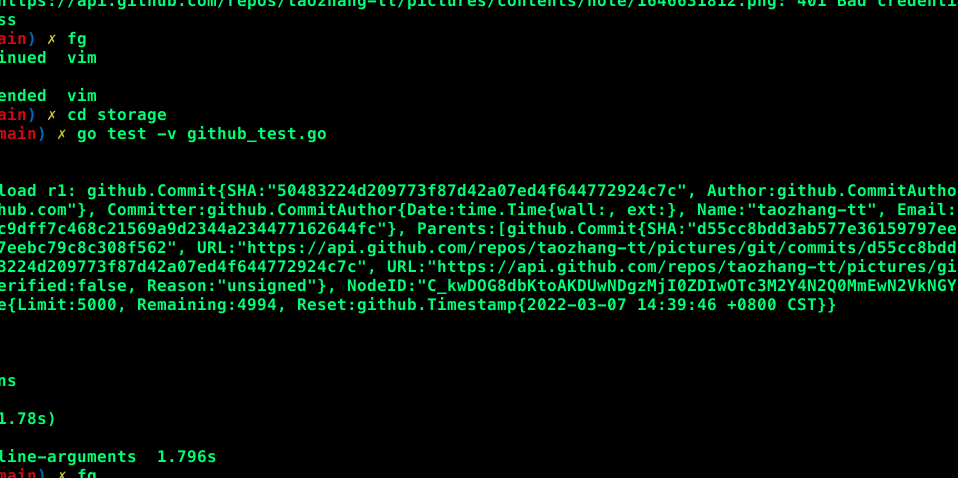 https://api.github.com/repos/taozhang-tt/pictures/contents/note/1646631812.png: 401 Bad credenti
ss
ain) ✗ fg
inued  vim
ended  vim
ain) ✗ cd storage
main) ✗ go test -v github_test.go
load r1: github.Commit{SHA:"50483224d209773f87d42a07ed4f644772924c7c", Author:github.CommitAutho
hub.com"}, Committer:github.CommitAuthor{Date:time.Time{wall:, ext:}, Name:"taozhang-tt", Email:
c9dff7c468c21569a9d2344a234477162644fc"}, Parents:[github.Commit{SHA:"d55cc8bdd3ab577e36159797ee
7eebc79c8c308f562", URL:"https://api.github.com/repos/taozhang-tt/pictures/git/commits/d55cc8bdd
3224d209773f87d42a07ed4f644772924c7c", URL:"https://api.github.com/repos/taozhang-tt/pictures/gi
erified:false, Reason:"unsigned"}, NodeID:"C_kwDOG8dbKtoAKDUwNDgzMjI0ZDIwOTc3M2Y4N2Q0MmEwN2VkNGY
e{Limit:5000, Remaining:4994, Reset:github.Timestamp{2022-03-07 14:39:46 +0800 CST}}
ns
1.78s)
line-arguments  1.796s
main) ✗ fg